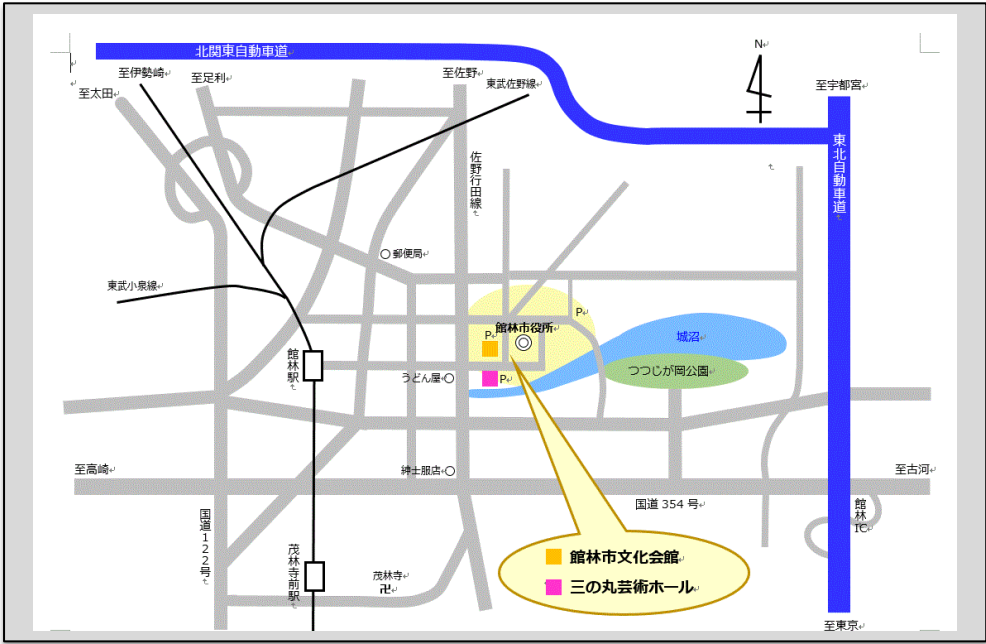 北関東自動車道
N
至伊勢崎
至足利
至佐野
東武佐野線
至宇都宮
至太田
東北自動車道
佐野行田線
郵便局
東武小泉線
P
館林市役所
P
城沼
館林駅
つつじが岡公園
うどん屋
P
至高崎
紳士服店
至古河
国道354号
国道122号
館林IC
茂林寺前駅
館林市文化会館
茂林寺
卍
三の丸芸術ホール
至東京